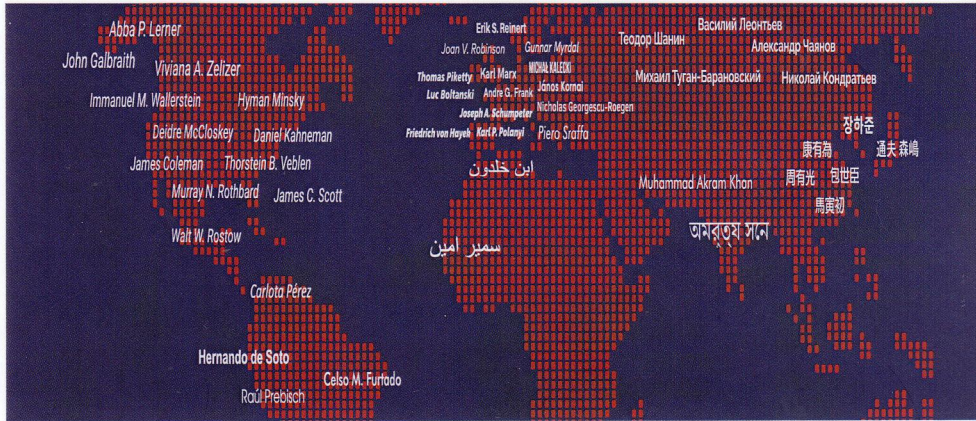 Abba P. Lerner
John Galbraith
Viviana A. Zelizer
Immanuel M. Wallerstein
Hyman Minsky
Deidre McCloskey
Daniel Kahneman
James Coleman
Thorstein B. Veblen
Murray N. Rothbard
James C. Scott
Walt W. Rostow
Carlota Pérez
Hernando de Soto
Celso M. Furtado
Raúl Prebisch
Erik S. Reinert
Joan V. Robinson
Gunnar Myrdal
MICHAŁ KALECKI
Thomas Piketty
Karl Marx
János Kornai
Luc Boltanski
Andre G. Frank
Nicholas Georgescu-Roegen
Joseph A. Schumpeter
Friedrich von Hayek
Karl P. Polanyi
Piero Sraffa
ابن خلدون
سمير امين
Василий Леонтьев
Теодор Шанин
Александр Чаянов
Михаил Туган-Барановский
Николай Кондратьев
장하준
康有為
通夫 森嶋
周有光
包世臣
馬寅初
Muhammad Akram Khan
অমর্ত্য সেন